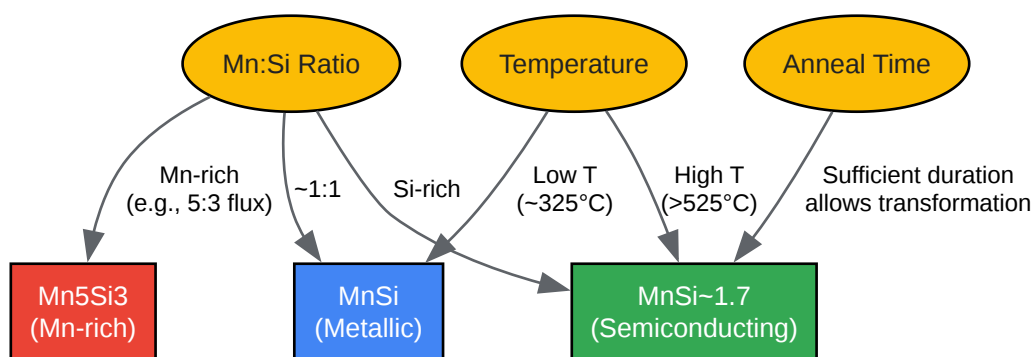 Mn:Si Ratio
Temperature
Anneal Time
Mn-rich
(e.g., 5:3 flux)
~1:1
Si-rich
Low T
(~325°C)
High T
(>525°C)
Sufficient duration
allows transformation
Mn5Si3
(Mn-rich)
MnSi
(Metallic)
MnSi~1.7
(Semiconducting)